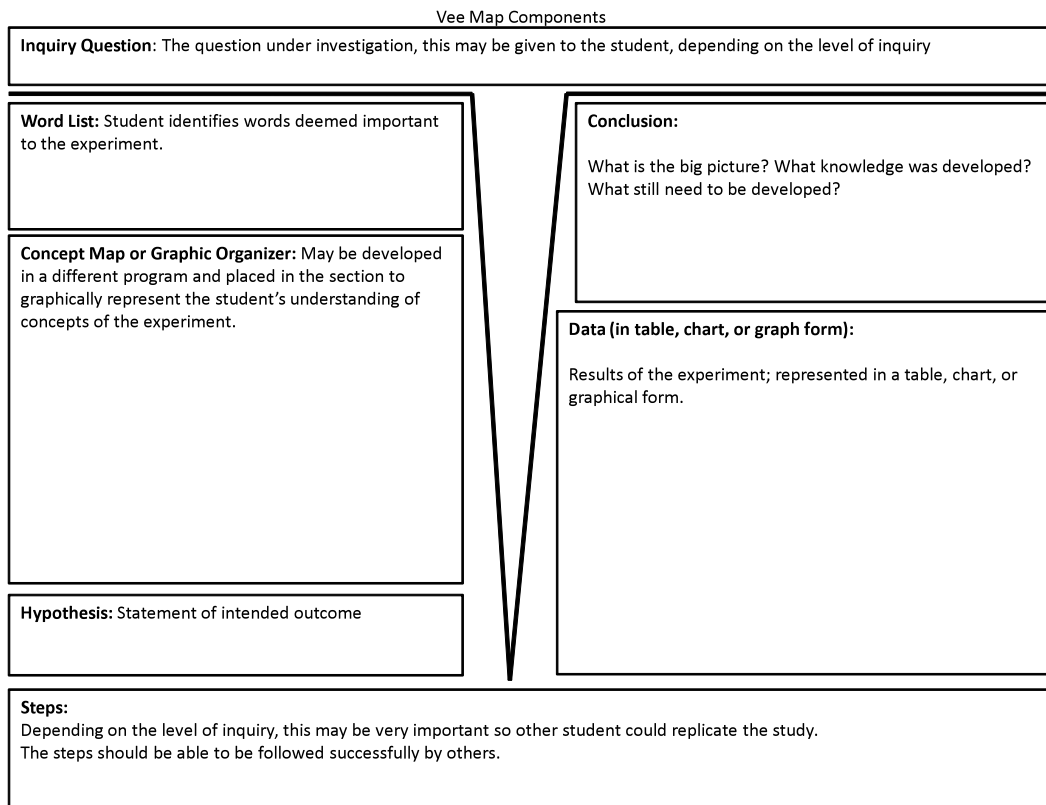 Vee Map Components
Inquiry Question: The question under investigation, this may be given to the student, depending on the level of inquiry
Word List: Student identifies words deemed important
to the experiment.
Concept Map or Graphic Organizer: May be developed
in a different program and placed in the section to
graphically represent the student’s understanding of
concepts of the experiment.
Hypothesis: Statement of intended outcome
Conclusion:
What is the big picture? What knowledge was developed?
What still need to be developed?
Data (in table, chart, or graph form):
Results of the experiment; represented in a table, chart, or
graphical form.
Steps:
Depending on the level of inquiry, this may be very important so other student could replicate the study.
The steps should be able to be followed successfully by others.